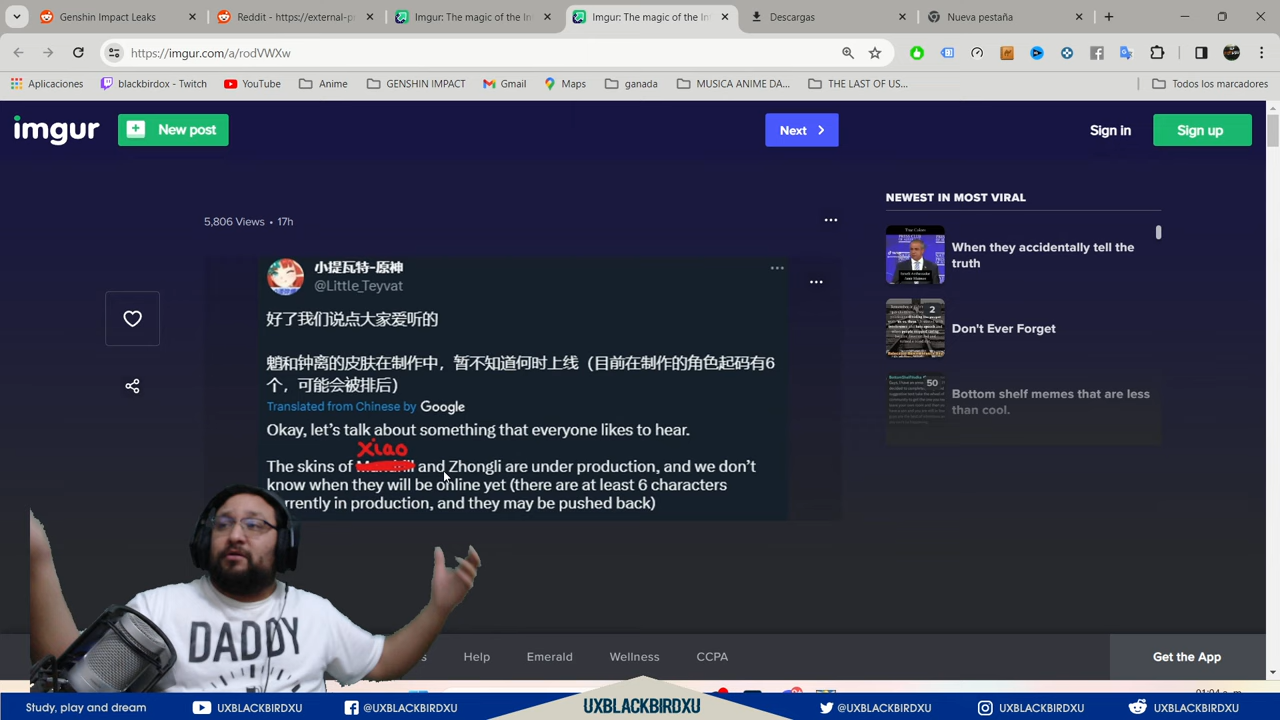 Genshin Impact Leaks
Reddit - https://external-p
Imgur: The magic of the In
Imgur: The magic of the In
Descargas
Nueva pestaña
https://imgur.com/a/rodVWXw
Aplicaciones
blackbirdox - Twitch
YouTube
Anime
GENSHIN IMPACT
Gmail
Maps
ganada
MUSICA ANIME DA...
THE LAST OF US...
Todos los marcadores
imgur
New post
Next
Sign in
Sign up
5,806 Views • 17h
小提瓦特-原神
@Little_Teyvat
好了我们说点大家爱听的
魈和钟离的皮肤在制作中，暂不知道何时上线（目前在制作的角色起码有6
个，可能会被排后）
Translated from Chinese by Google
Okay, let's talk about something that everyone likes to hear.
Xiao
The skins of and Zhongli are under production, and we don't
know when they will be online yet (there are at least 6 characters
currently in production, and they may be pushed back)
NEWEST IN MOST VIRAL
When they accidentally tell the
truth
2
Don't Ever Forget
50
Bottom shelf memes that are less
than cool.
DADDY
Help
Emerald
Wellness
CCPA
Get the App
Study, play and dream
UXBLACKBIRDXU
@UXBLACKBIRDXU
UXBLACKBIRDXU
@UXBLACKBIRDXU
UXBLACKBIRDXU
UXBLACKBIRDXU